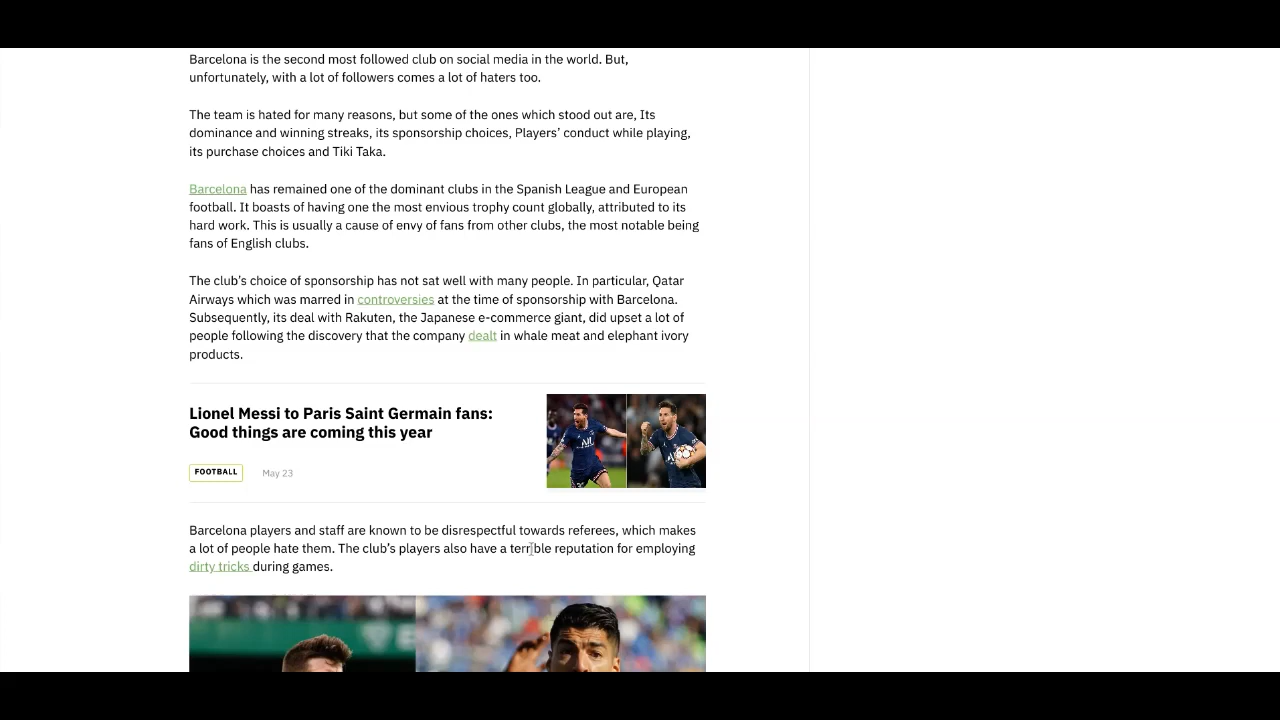 Barcelona is the second most followed club on social media in the world. But,
unfortunately, with a lot of followers comes a lot of haters too.
The team is hated for many reasons, but some of the ones which stood out are, Its
dominance and winning streaks, its sponsorship choices, Players’ conduct while playing,
its purchase choices and Tiki Taka.
Barcelona has remained one of the dominant clubs in the Spanish League and European
football. It boasts of having one the most envious trophy count globally, attributed to its
hard work. This is usually a cause of envy of fans from other clubs, the most notable being
fans of English clubs.
The club’s choice of sponsorship has not sat well with many people. In particular, Qatar
Airways which was marred in controversies at the time of sponsorship with Barcelona.
Subsequently, its deal with Rakuten, the Japanese e-commerce giant, did upset a lot of
people following the discovery that the company dealt in whale meat and elephant ivory
products.
Lionel Messi to Paris Saint Germain fans:
Good things are coming this year
FOOTBALL May 23
Barcelona players and staff are known to be disrespectful towards referees, which makes
a lot of people hate them. The club’s players also have a terrible reputation for employing
dirty tricks during games.